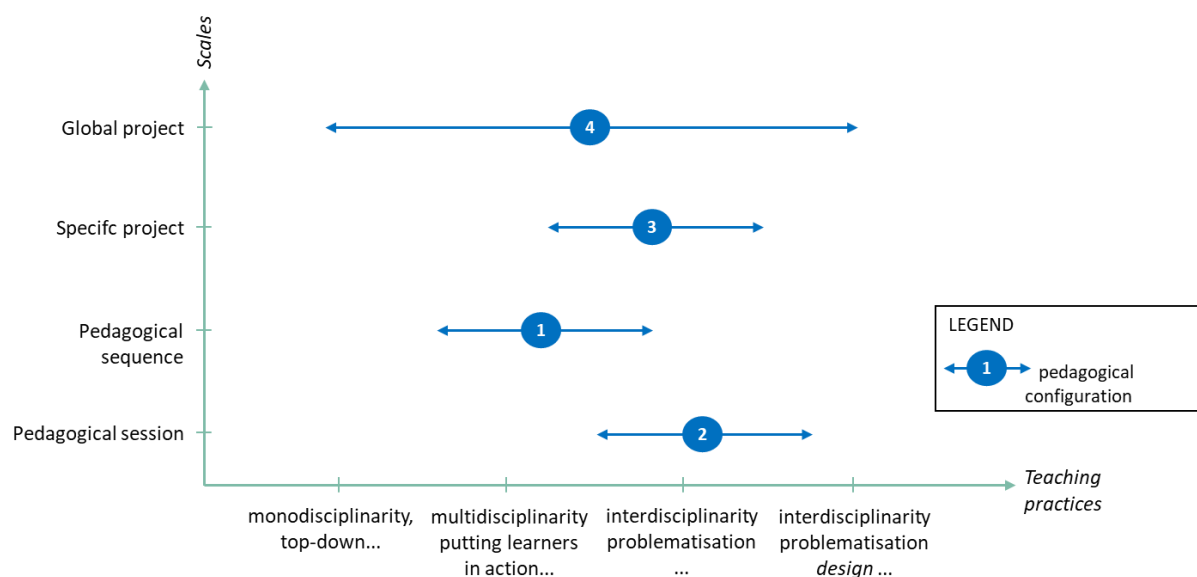 Scales
Global project
4
Specifc project
3
Pedagogical
sequence
1
Pedagogical session
2
LEGEND
1
pedagogical
configuration
Teaching
practices
monodisciplinarity,
top-down...
multidisciplinarity
putting learners
in action...
interdisciplinarity
problematisation
...
interdisciplinarity
problematisation
design ...